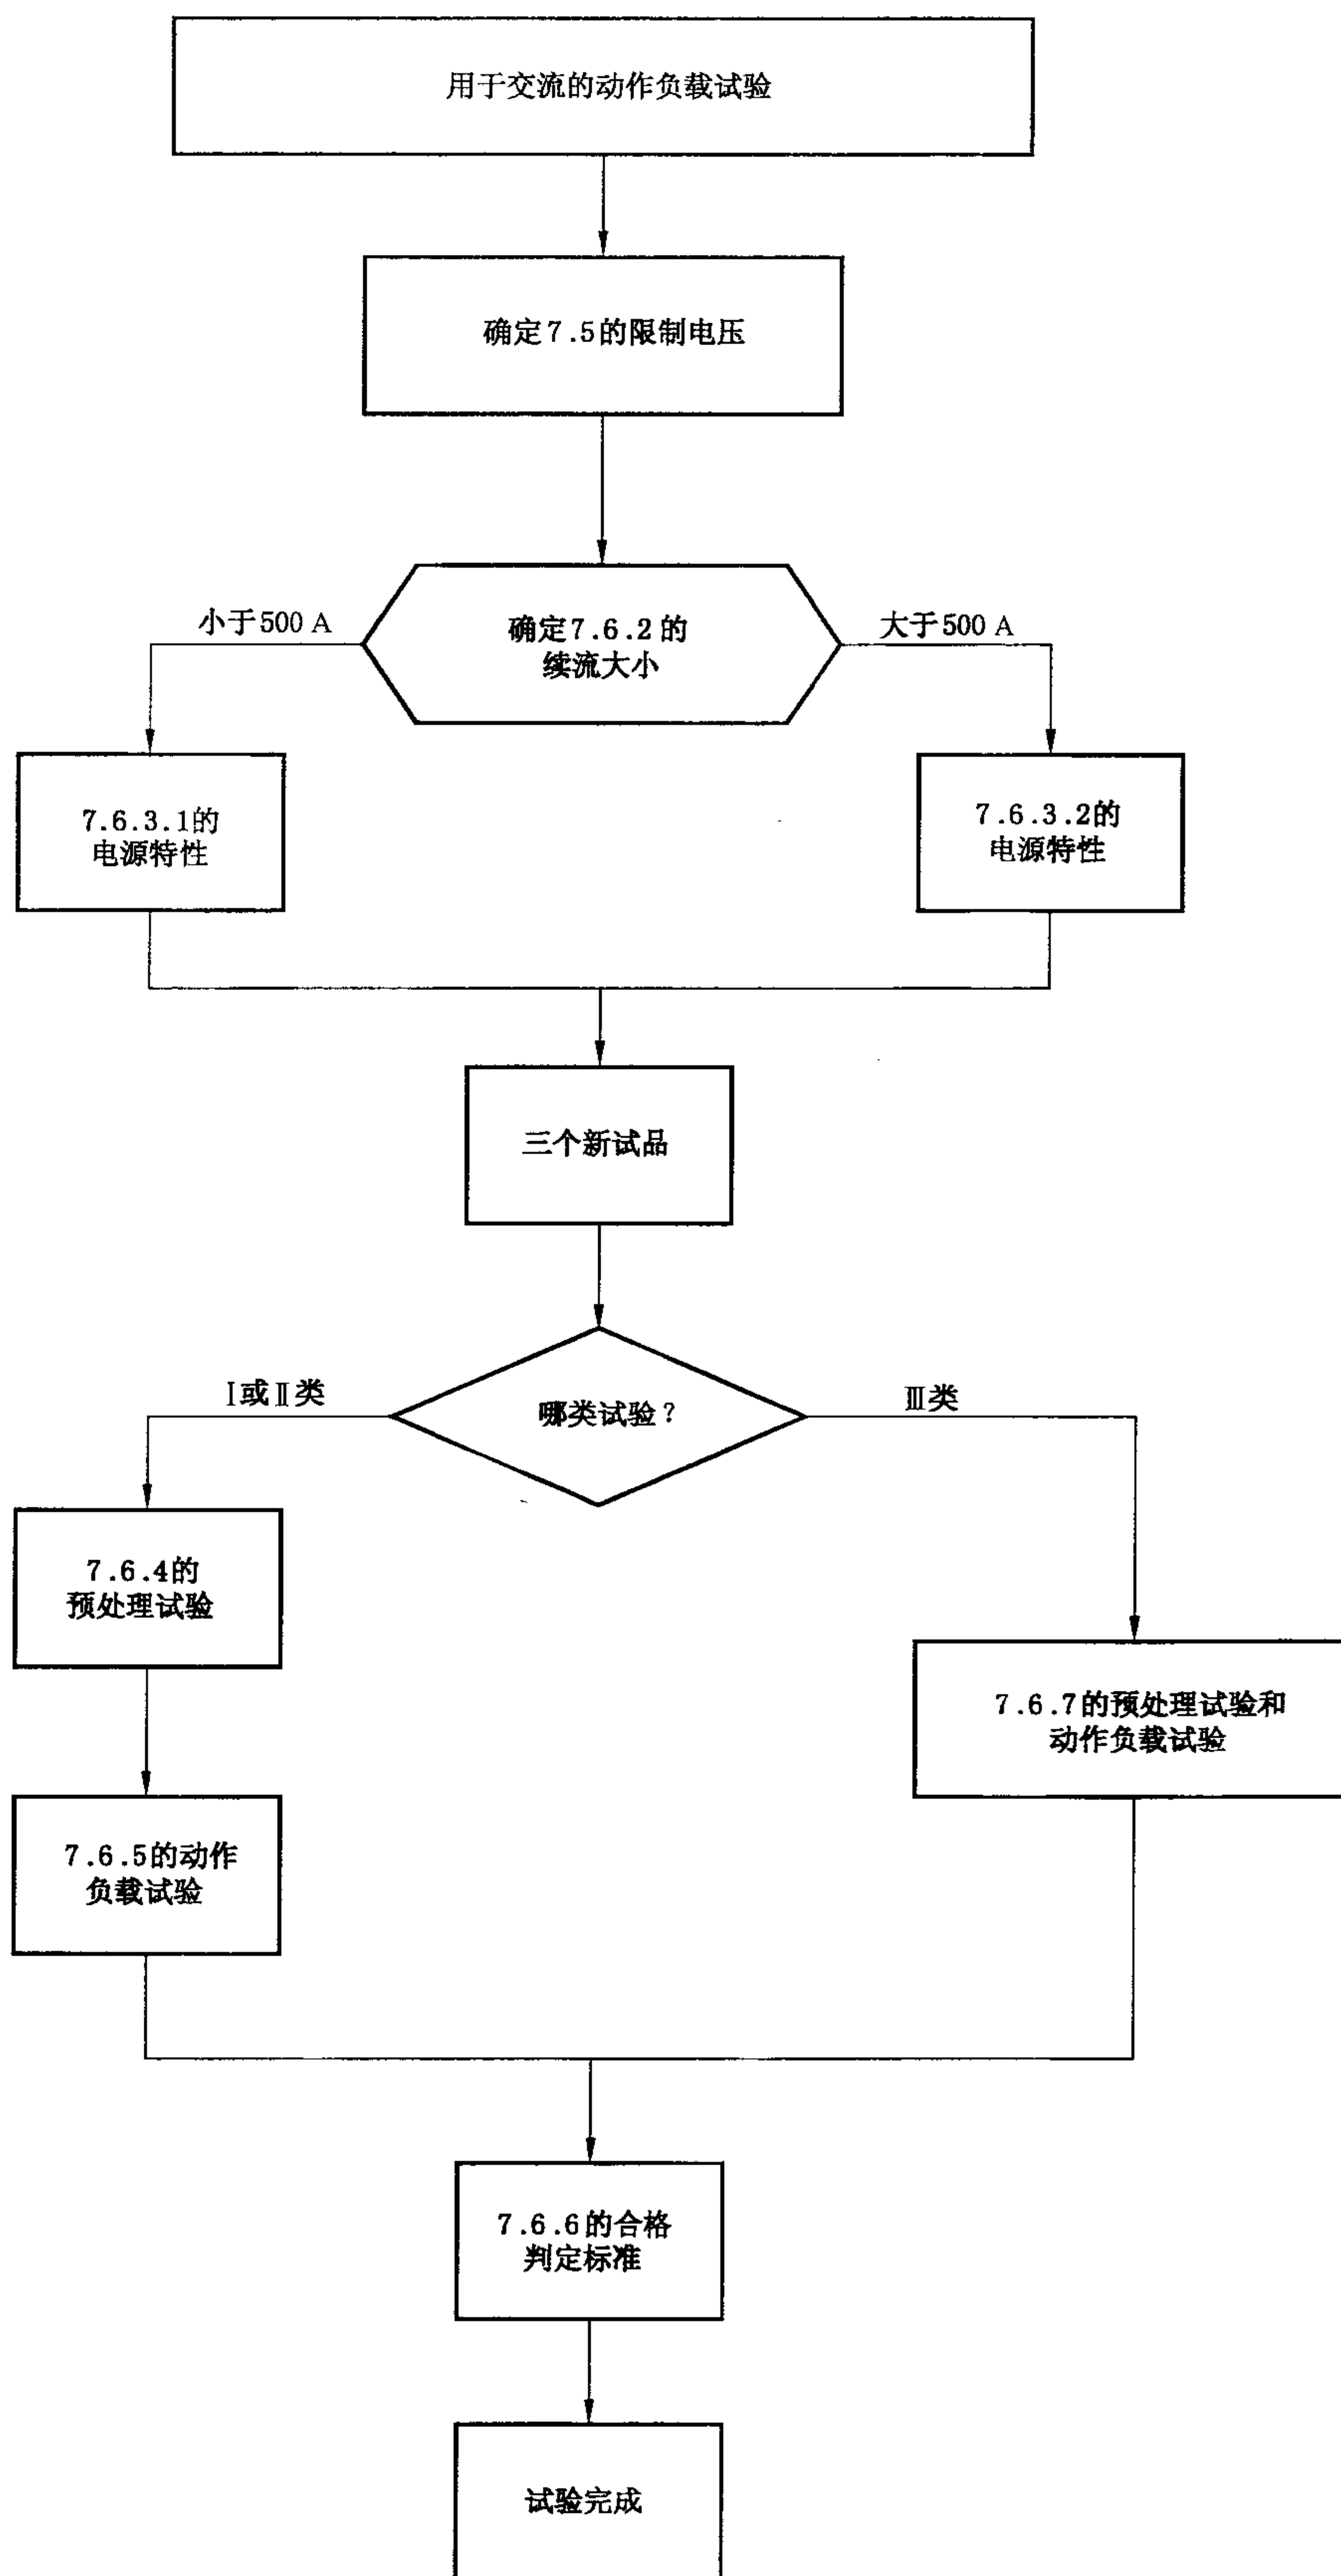 用于交流的动作负载试验
确定7.5的限制电压
小于500 A
确定7.6.2的
续流大小
大于500 A
7.6.3.1的
电源特性
7.6.3.2的
电源特性
三个新试品
Ⅰ或Ⅱ类
哪类试验?
Ⅲ类
7.6.4的
预处理试验
7.6.7的预处理试验和
动作负载试验
7.6.5的动作
负载试验
7.6.6的合格
判定标准
试验完成